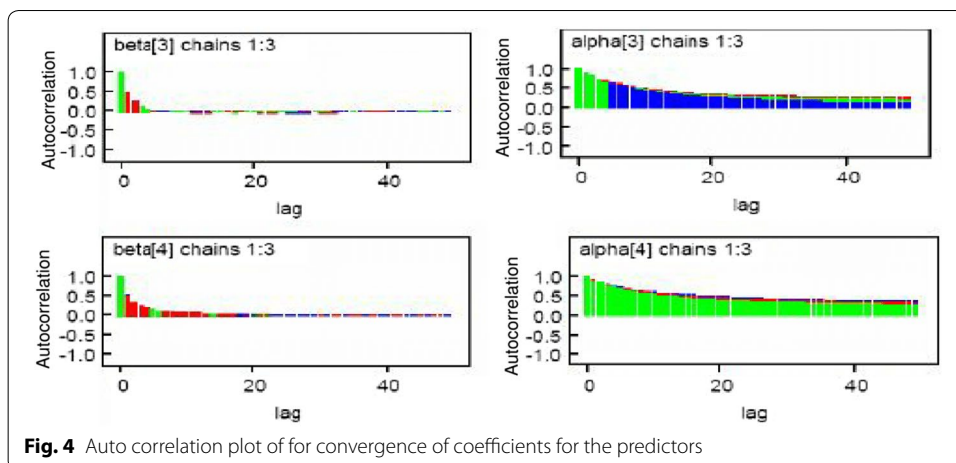 beta[3] chains 1:3
Autocorrelation
1.0
0.5
0.0
-0.5
-1.0
0
20
40
lag
alpha[3] chains 1:3
Autocorrelation
1.0
0.5
0.0
-0.5
-1.0
0
20
40
lag
beta[4] chains 1:3
Autocorrelation
1.0
0.5
0.0
-0.5
-1.0
0
20
40
lag
alpha[4] chains 1:3
Autocorrelation
1.0
0.5
0.0
-0.5
-1.0
0
20
40
lag
Fig. 4 Auto correlation plot of for convergence of coefficients for the predictors